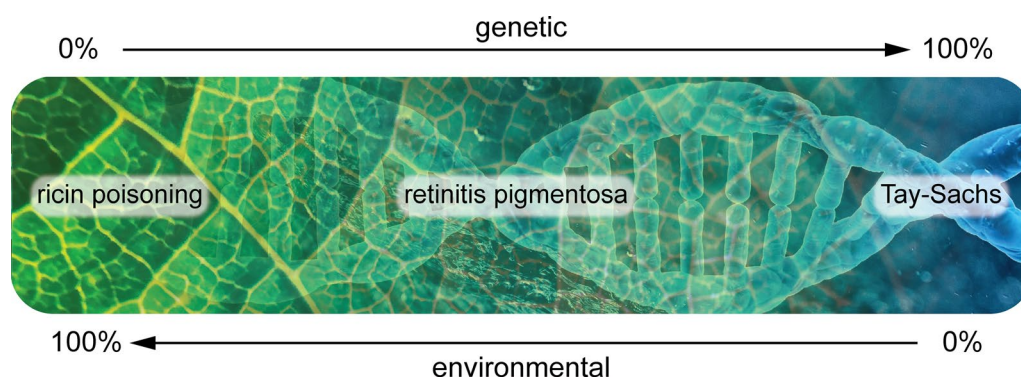 genetic
0% 100%
ricin poisoning retinitis pigmentosa Tay-Sachs
100% 0%
environmental